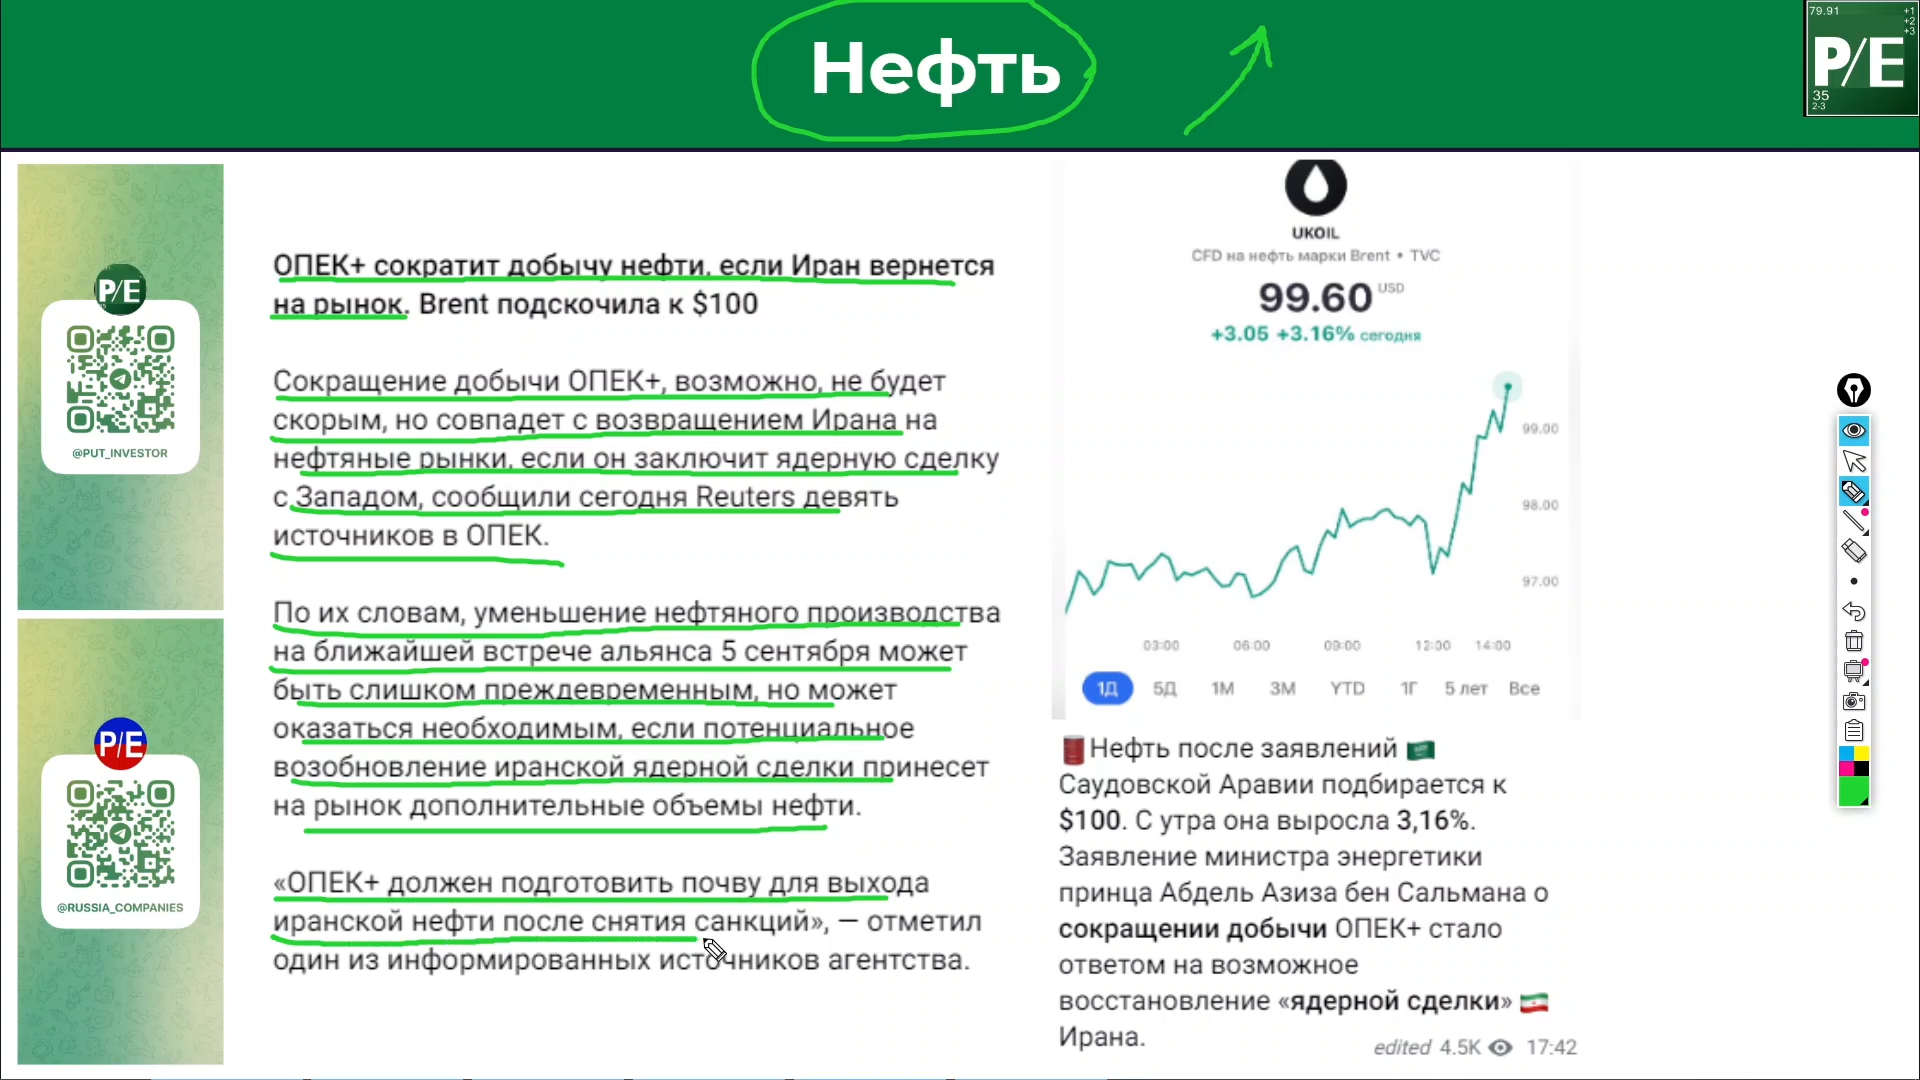 Нефть
79.91
+1
+2
+3
P/E
35
2-3
P/E
@PUT_INVESTOR
P/E
@RUSSIA_COMPANIES
ОПЕК+ сократит добычу нефти, если Иран вернется
на рынок. Brent подскочила к $100
Сокращение добычи ОПЕК+, возможно, не будет
скорым, но совпадет с возвращением Ирана на
нефтяные рынки, если он заключит ядерную сделку
с Западом, сообщили сегодня Reuters девять
источников в ОПЕК.
По их словам, уменьшение нефтяного производства
на ближайшей встрече альянса 5 сентября может
быть слишком преждевременным, но может
оказаться необходимым, если потенциальное
возобновление иранской ядерной сделки принесет
на рынок дополнительные объемы нефти.
«ОПЕК+ должен подготовить почву для выхода
иранской нефти после снятия санкций», — отметил
один из информированных источников агентства.
UKOIL
CFD на нефть марки Brent • TVC
99.60 USD
+3.05 +3.16% сегодня
99.00
98.00
97.00
03:00 06:00 09:00 12:00 14:00
1Д 5Д 1М 3М YTD 1Г 5 лет Все
Нефть после заявлений
Саудовской Аравии подбирается к
$100. С утра она выросла 3,16%.
Заявление министра энергетики
принца Абдель Азиза бен Сальмана о
сокращении добычи ОПЕК+ стало
ответом на возможное
восстановление «ядерной сделки»
Ирана.
edited 4.5K 17:42